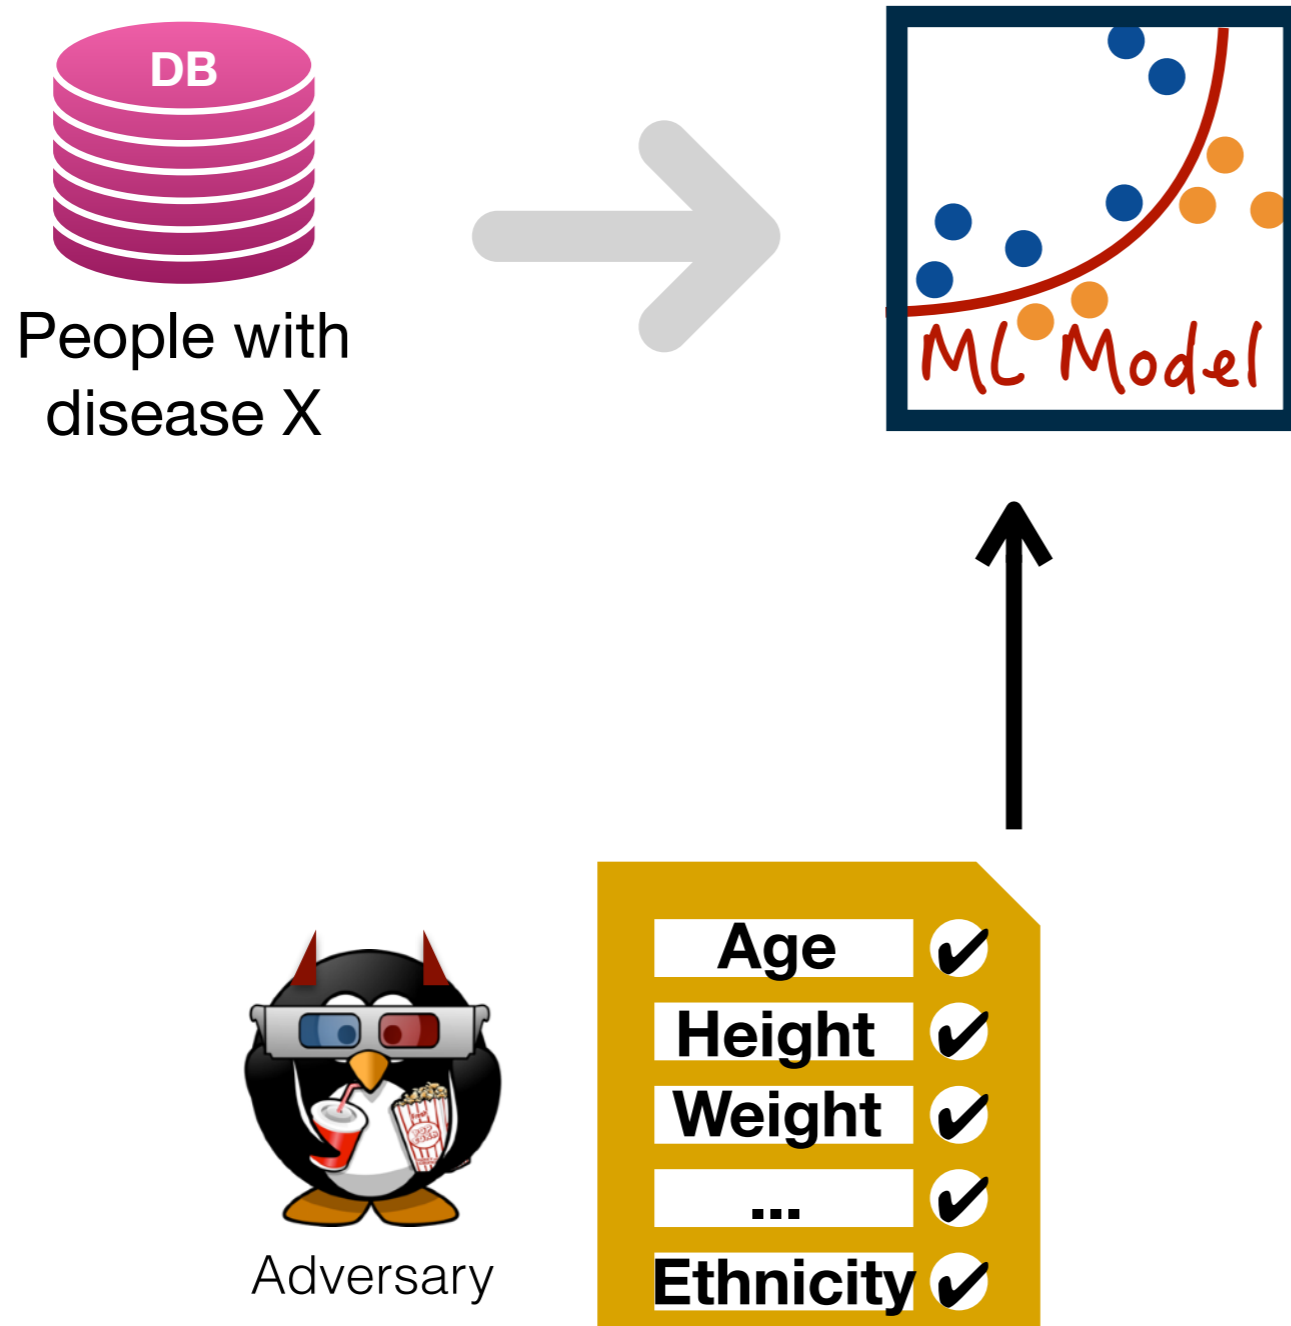 DB
People with
disease X
ML Model
Age ✔
Height ✔
Weight ✔
... ✔
Ethnicity ✔
Adversary